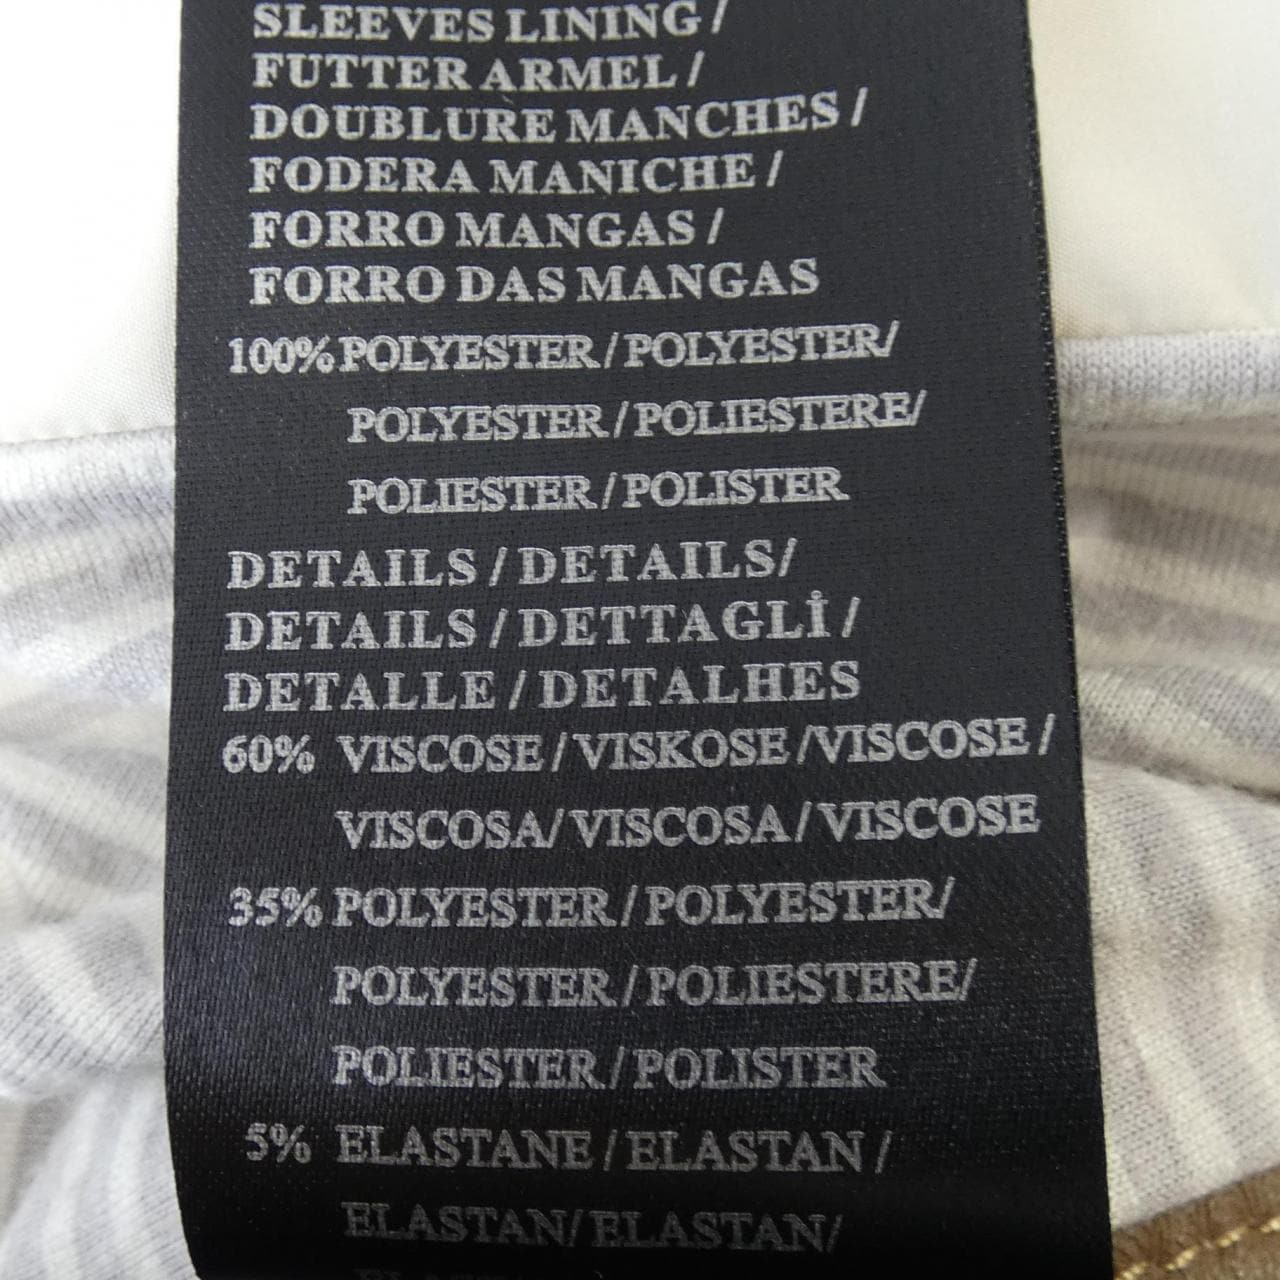 SLEEVES LINING /
FUTTER ARMEL /
DOUBLURE MANCHES /
FODERA MANICHE /
FORRO MANGAS /
FORRO DAS MANGAS
100% POLYESTER / POLYESTER/
POLYESTER / POLIESTERE/
POLIESTER / POLISTER
DETAILS / DETAILS/
DETAILS / DETTAGLİ /
DETALLE / DETALHES
60% VISCOSE / VISKOSE /VISCOSE /
VISCOSA/ VISCOSA / VISCOSE
35% POLYESTER / POLYESTER/
POLYESTER / POLIESTERE/
POLIESTER / POLISTER
5% ELASTANE / ELASTAN /
ELASTAN/ ELASTAN/